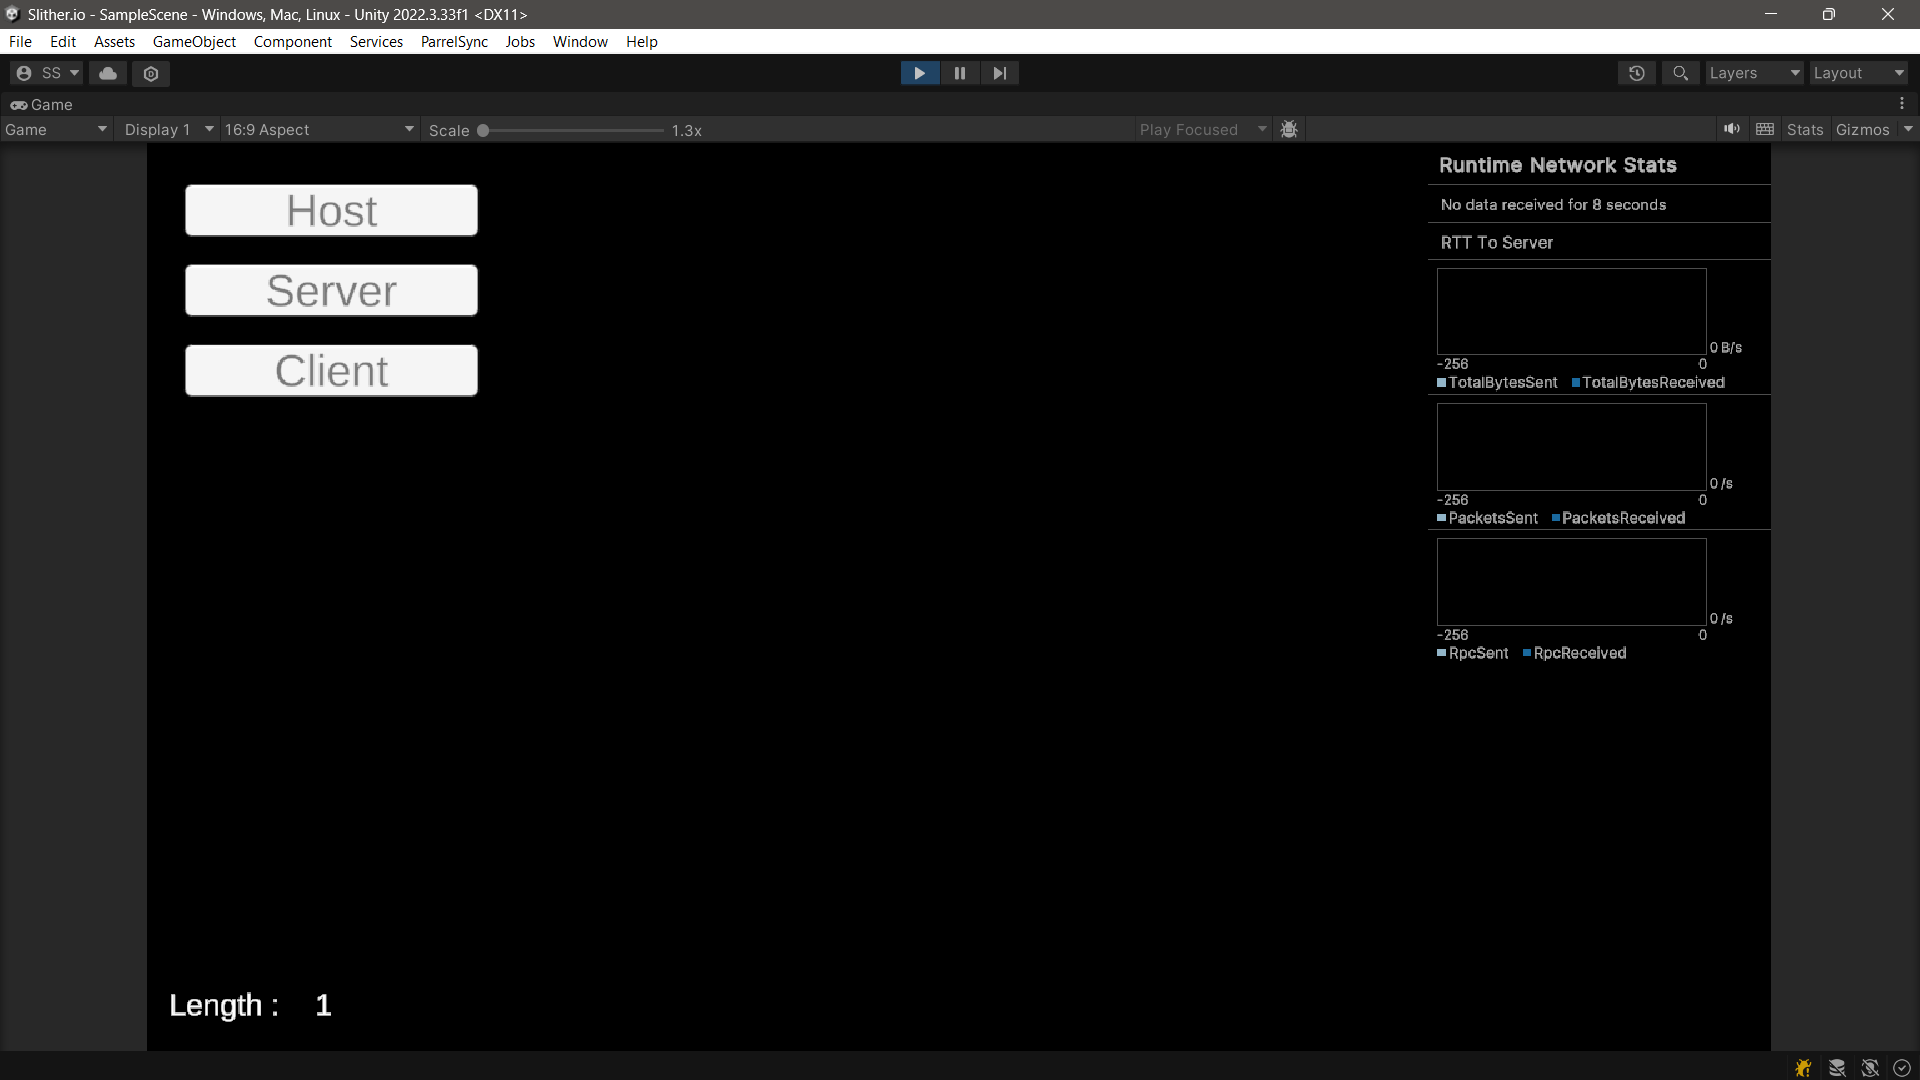 Slither.io - SampleScene - Windows, Mac, Linux - Unity 2022.3.33f1 <DX11>
File Edit Assets GameObject Component Services ParrelSync Jobs Window Help
SS Layers Layout
Game
Game Display 1 16:9 Aspect Scale 1.3x Play Focused Stats Gizmos
Host
Server
Client
Length : 1
Runtime Network Stats
No data received for 8 seconds
RTT To Server
0 B/s
-256 0
TotalBytesSent TotalBytesReceived
0 /s
-256 0
PacketsSent PacketsReceived
0 /s
-256 0
RpcSent RpcReceived